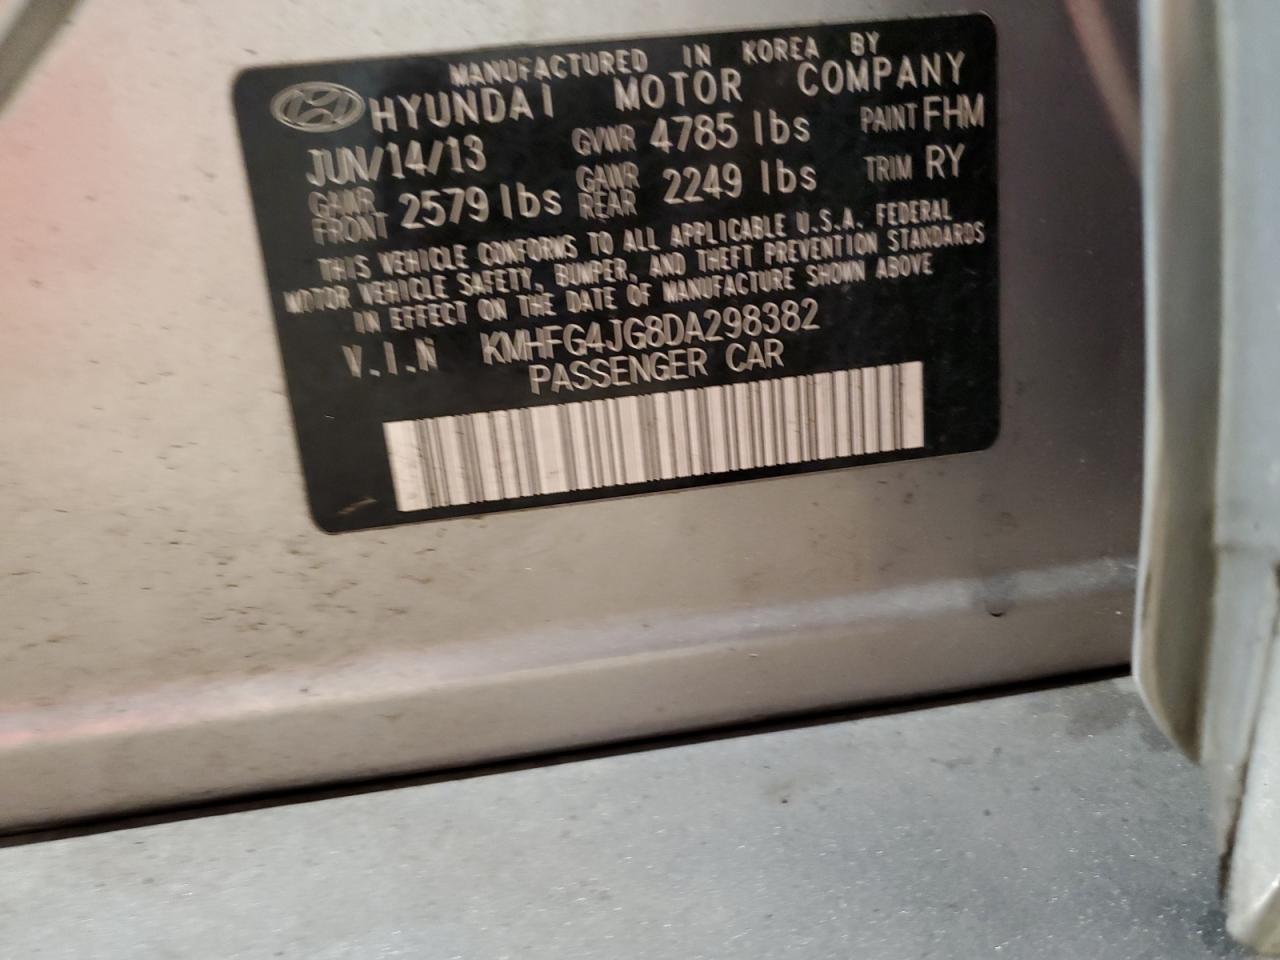 MANUFACTURED IN KOREA BY
HYUNDAI MOTOR COMPANY
JUN/14/13 GVWR 4785 lbs PAINT FHM
GAWR FRONT 2579 lbs GAWR REAR 2249 lbs TRIM RY
THIS VEHICLE CONFORMS TO ALL APPLICABLE U.S.A. FEDERAL
MOTOR VEHICLE SAFETY, BUMPER, AND THEFT PREVENTION STANDARDS
IN EFFECT ON THE DATE OF MANUFACTURE SHOWN ABOVE
V.I.N KMHFG4JG8DA298382
PASSENGER CAR